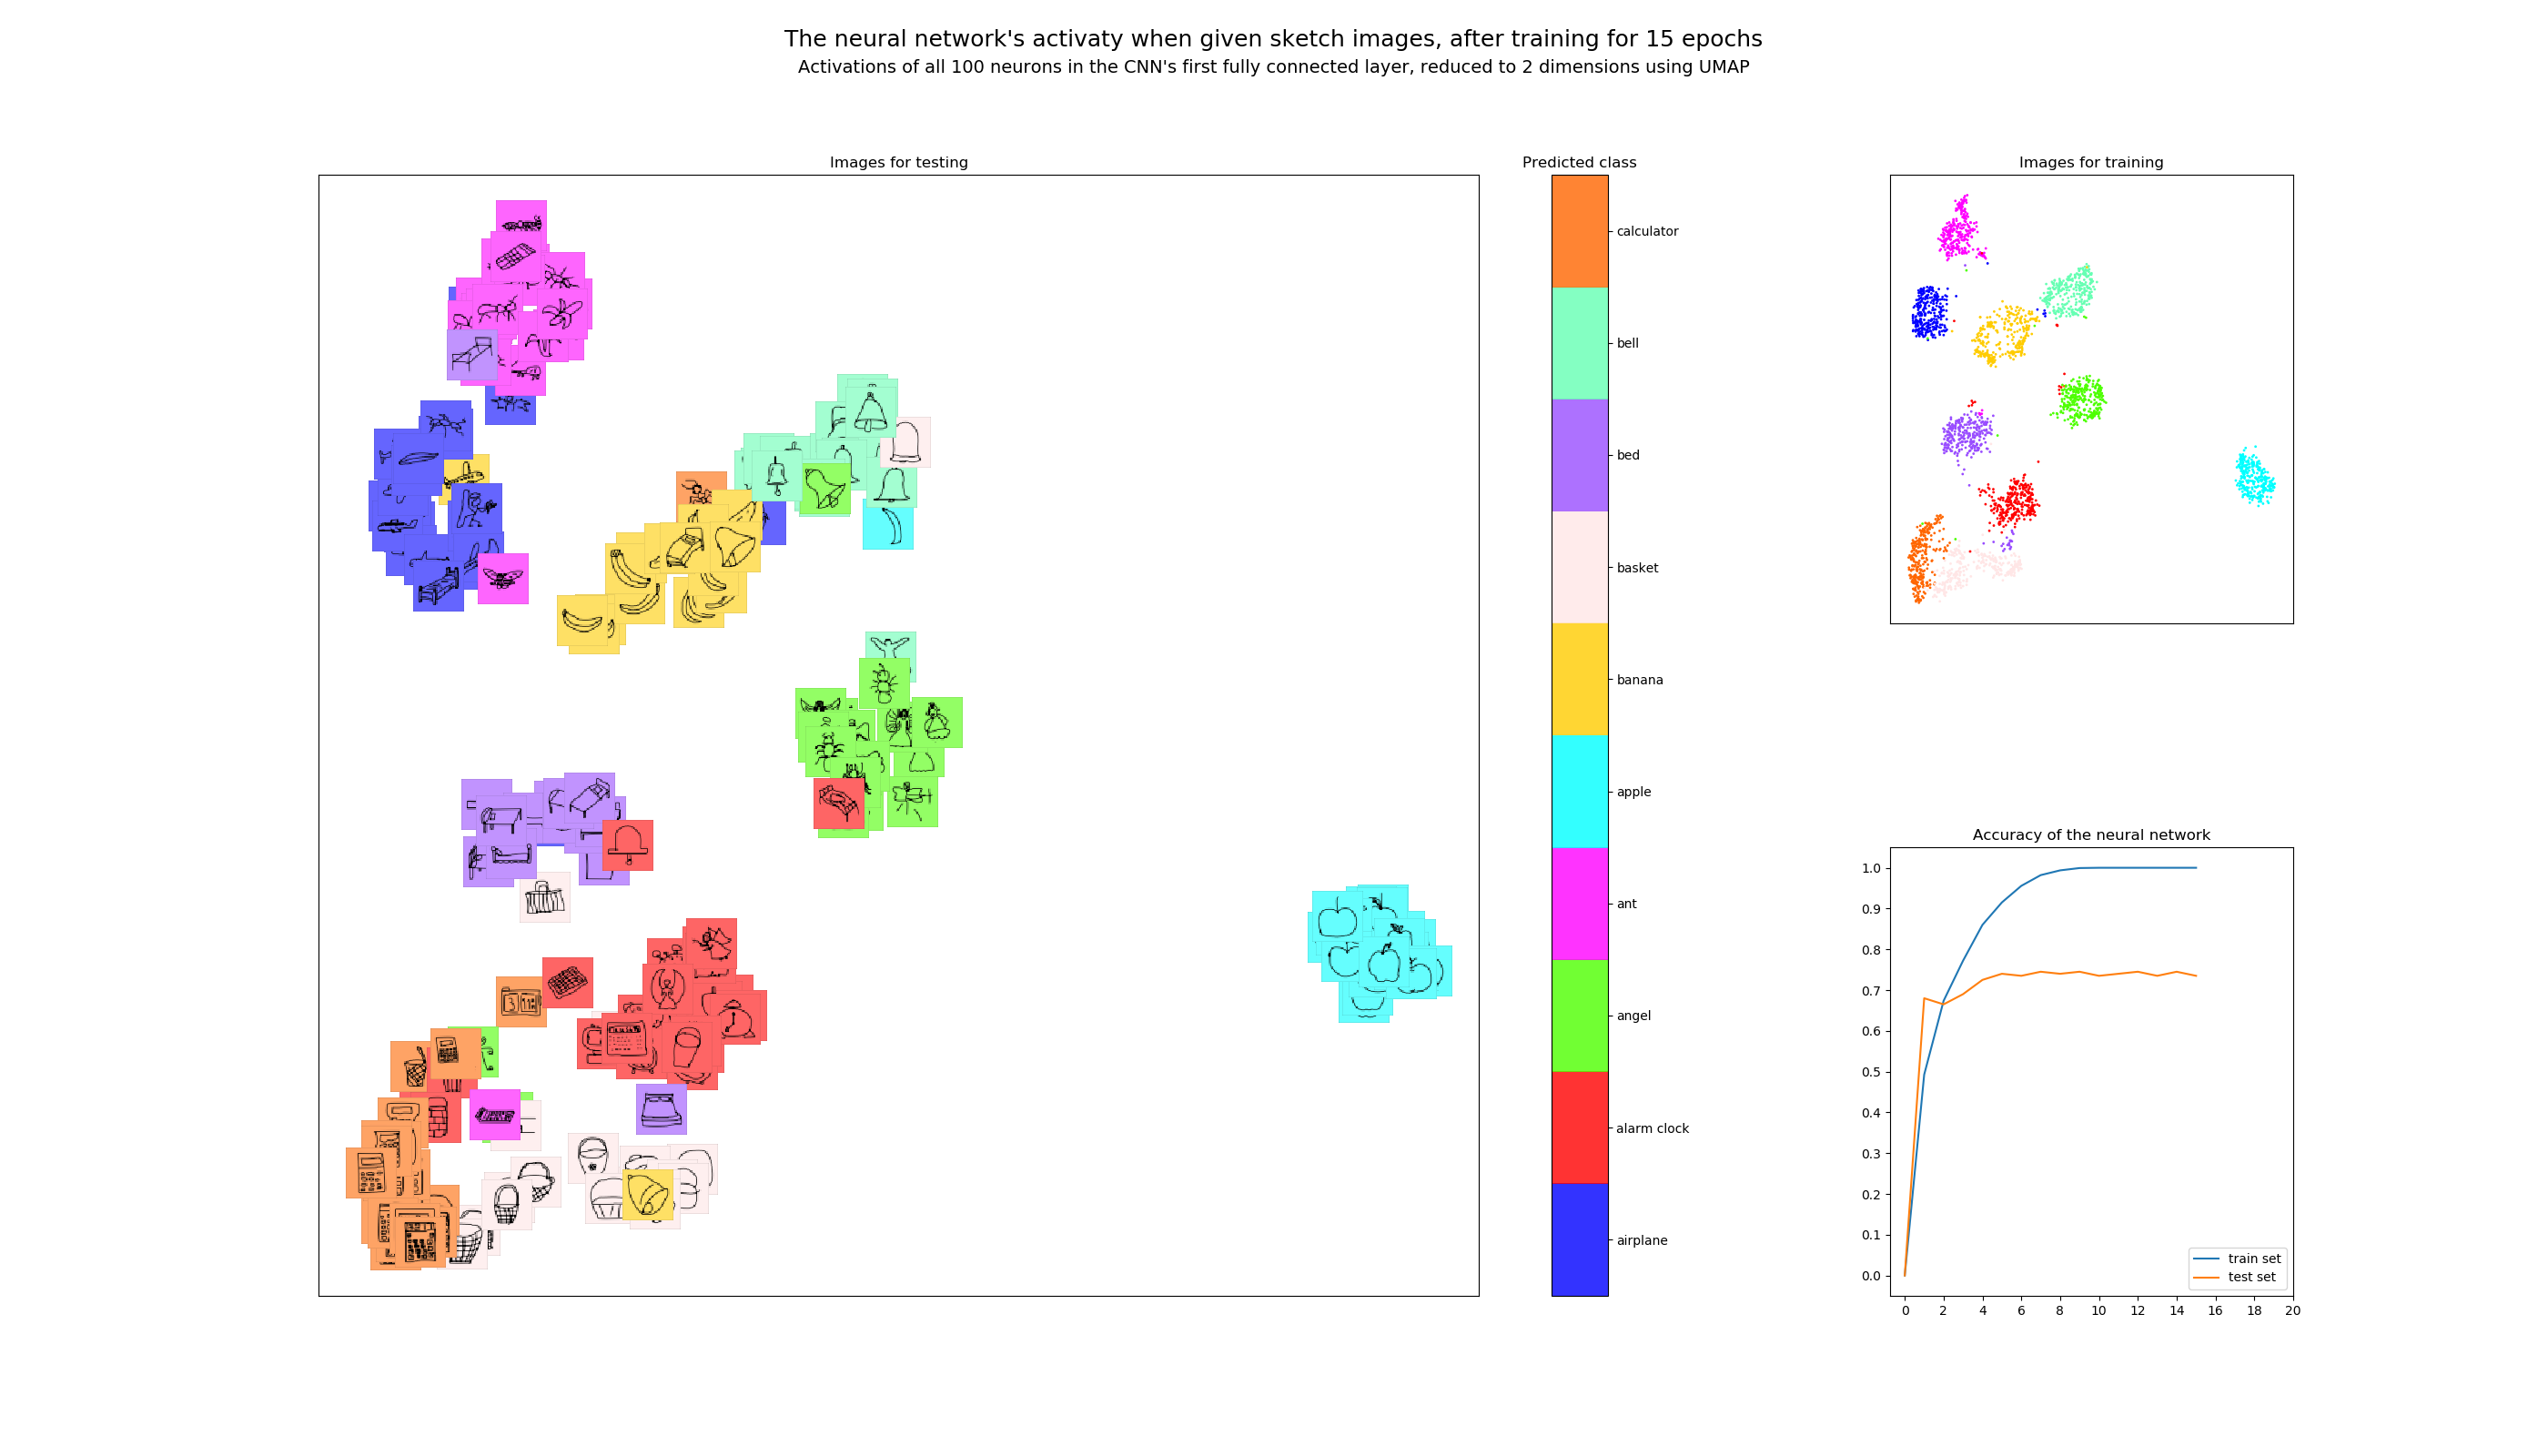 The neural network's activaty when given sketch images, after training for 15 epochs
Activations of all 100 neurons in the CNN's first fully connected layer, reduced to 2 dimensions using UMAP
Images for testing
Predicted class
calculator
bell
bed
basket
banana
apple
ant
angel
alarm clock
airplane
Images for training
Accuracy of the neural network
1.0
0.9
0.8
0.7
0.6
0.5
0.4
0.3
0.2
0.1
0.0
train set
test set
0 2 4 6 8 10 12 14 16 18 20